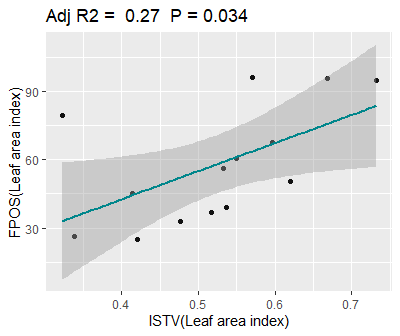 Adj R2 =  0.27  P = 0.034
FPOS(Leaf area index)
90
60
30
0.4 0.5 0.6 0.7
ISTV(Leaf area index)